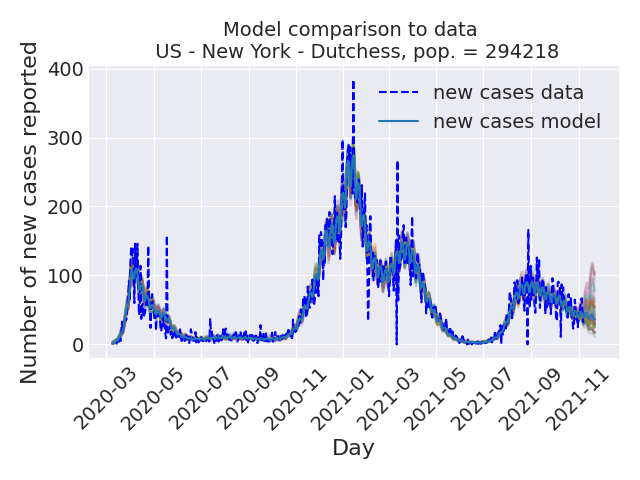 Model comparison to data
US - New York - Dutchess, pop. = 294218
Number of new cases reported
400
300
200
100
0
new cases data
new cases model
2020-03
2020-05
2020-07
2020-09
2020-11
2021-01
2021-03
2021-05
2021-07
2021-09
2021-11
Day